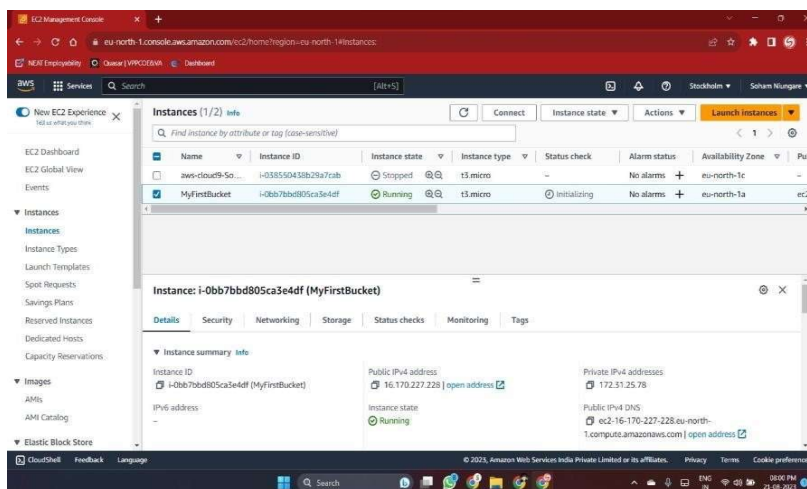 EC2 Management Console
eu-north-1.console.aws.amazon.com/ec2/home?region=eu-north-1#Instances:
NEAT Employability Quasar | VPPCOE&VA Dashboard
aws Services Search [Alt+S] Stockholm Soham Niungare
New EC2 Experience
Tell us what you think
EC2 Dashboard
EC2 Global View
Events
Instances
Instances
Instance Types
Launch Templates
Spot Requests
Savings Plans
Reserved Instances
Dedicated Hosts
Capacity Reservations
Images
AMIs
AMI Catalog
Elastic Block Store
Instances (1/2) Info
Connect Instance state Actions Launch instances
Find instance by attribute or tag (case-sensitive)
1
Name Instance ID Instance state Instance type Status check Alarm status Availability Zone Pu
aws-cloud9-So... i-038550438b29a7cab Stopped t3.micro – No alarms + eu-north-1c –
MyFirstBucket i-0bb7bbd805ca3e4df Running t3.micro Initializing No alarms + eu-north-1a ec2
Instance: i-0bb7bbd805ca3e4df (MyFirstBucket)
Details Security Networking Storage Status checks Monitoring Tags
Instance summary Info
Instance ID Public IPv4 address Private IPv4 addresses
i-0bb7bbd805ca3e4df (MyFirstBucket) 16.170.227.228 | open address 172.31.25.78
IPv6 address Instance state Public IPv4 DNS
– Running ec2-16-170-227-228.eu-north-
1.compute.amazonaws.com | open address
CloudShell Feedback Language © 2023, Amazon Web Services India Private Limited or its affiliates. Privacy Terms Cookie preference
Search ENG 08:00 PM
IN 21-08-2023